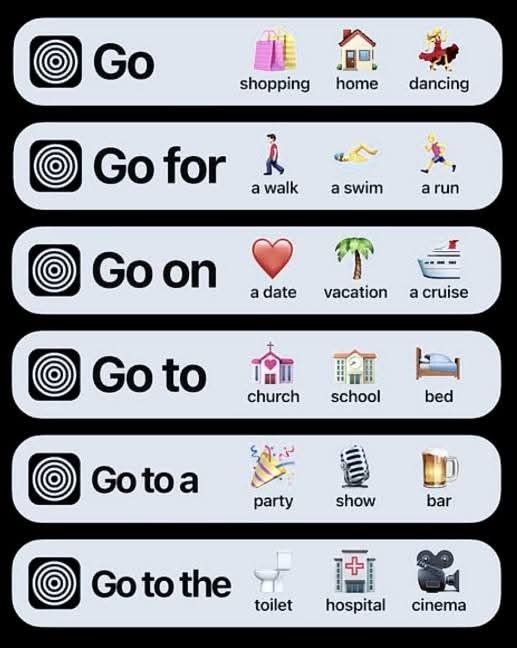 Go
shopping home dancing
Go for
a walk a swim a run
Go on
a date vacation a cruise
Go to
church school bed
Go to a
party show bar
Go to the
toilet hospital cinema